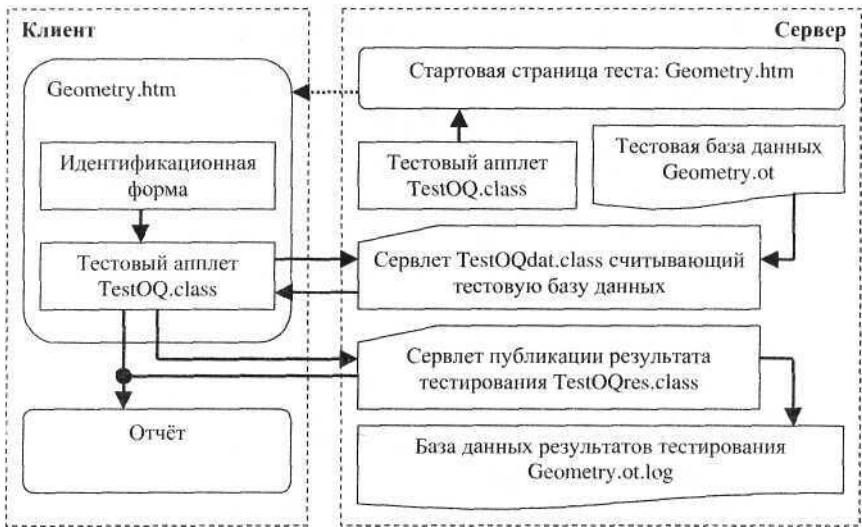 Клиент
Geometry.htm
Идентификационная
форма
Тестовый апплет
TestOQ.class
Отчёт
Сервер
Стартовая страница теста: Geometry.htm
Тестовый апплет
TestOQ.class
Тестовая база данных
Geometry.ot
Сервлет TestOQdat.class считывающий
тестовую базу данных
Сервлет публикации результата
тестирования TestOQres.class
База данных результатов тестирования
Geometry.ot.log